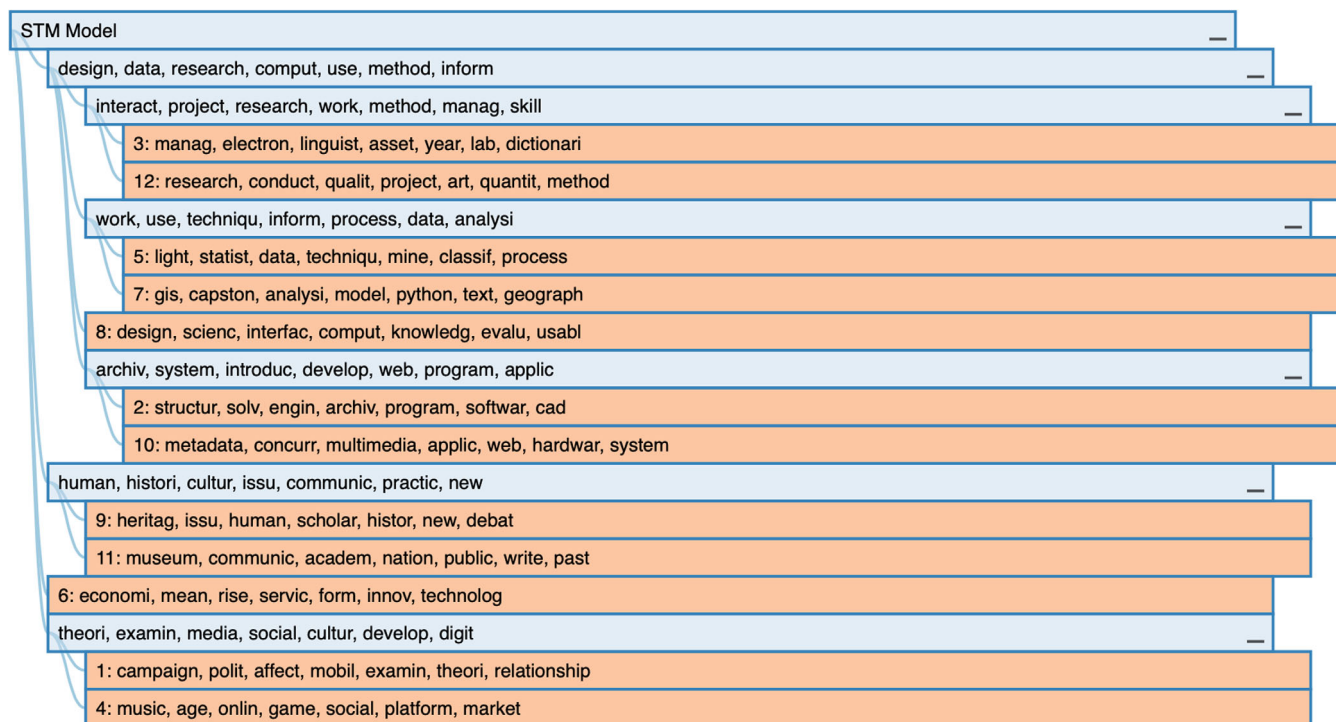 STM Model
design, data, research, comput, use, method, inform
interact, project, research, work, method, manag, skill
3: manag, electron, linguist, asset, year, lab, dictionari
12: research, conduct, qualit, project, art, quantit, method
work, use, techniqu, inform, process, data, analysi
5: light, statist, data, techniqu, mine, classif, process
7: gis, capston, analysi, model, python, text, geograph
8: design, scienc, interfac, comput, knowledg, evalu, usabl
archiv, system, introduc, develop, web, program, applic
2: structur, solv, engin, archiv, program, softwar, cad
10: metadata, concurr, multimedia, applic, web, hardwar, system
human, histori, cultur, issu, communic, practic, new
9: heritag, issu, human, scholar, histor, new, debat
11: museum, communic, academ, nation, public, write, past
6: economi, mean, rise, servic, form, innov, technolog
theori, examin, media, social, cultur, develop, digit
1: campaign, polit, affect, mobil, examin, theori, relationship
4: music, age, onlin, game, social, platform, market